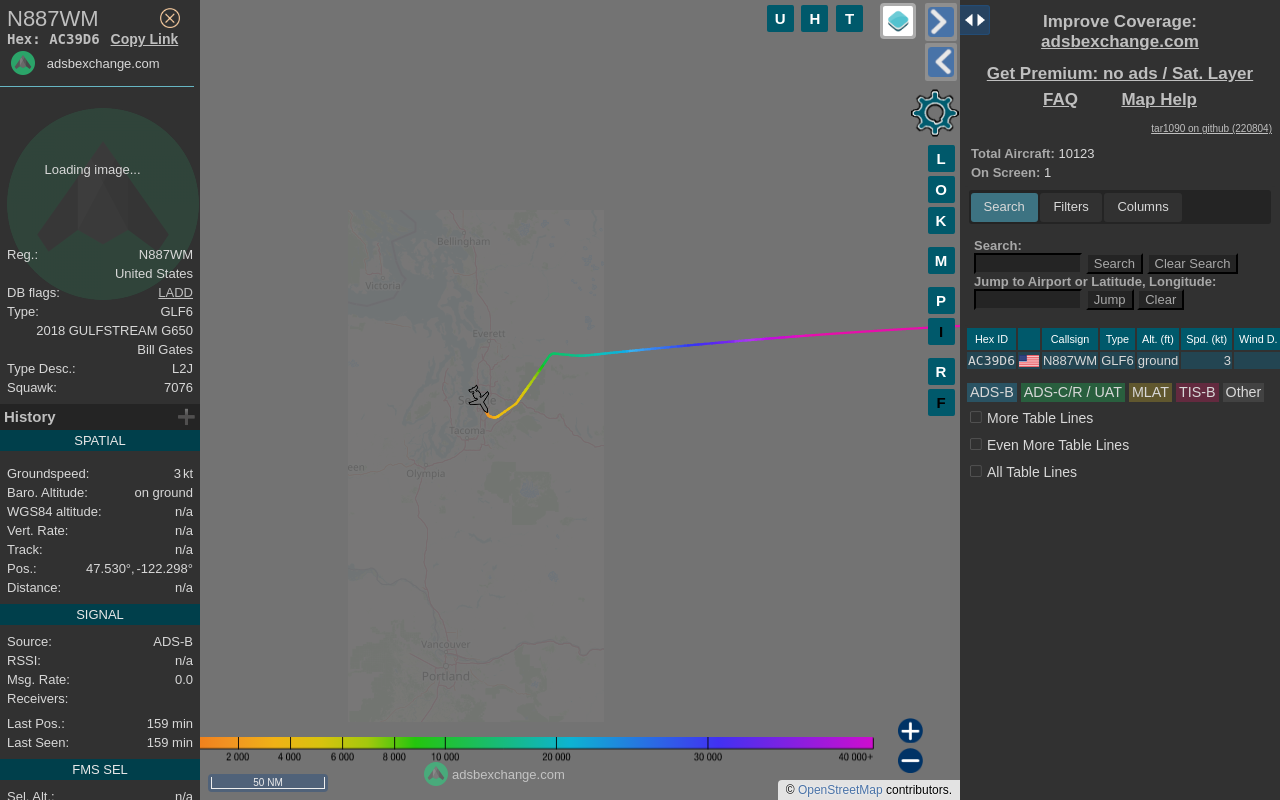 N887WM
Hex: AC39D6 Copy Link
adsbexchange.com
Loading image...
Reg.: N887WM
United States
DB flags: LADD
Type: GLF6
2018 GULFSTREAM G650
Bill Gates
Type Desc.: L2J
Squawk: 7076
History
SPATIAL
Groundspeed: 3 kt
Baro. Altitude: on ground
WGS84 altitude: n/a
Vert. Rate: n/a
Track: n/a
Pos.: 47.530°, -122.298°
Distance: n/a
SIGNAL
Source: ADS-B
RSSI: n/a
Msg. Rate: 0.0
Receivers:
Last Pos.: 159 min
Last Seen: 159 min
FMS SEL
Sel. Alt.: n/a
U H T
L
O
K
M
P
I
R
F
Bellingham
Victoria
Everett
Tacoma
Olympia
Vancouver
Portland
2 000 4 000 6 000 8 000 10 000 20 000 30 000 40 000+
adsbexchange.com
50 NM
© OpenStreetMap contributors.
Improve Coverage:
adsbexchange.com
Get Premium: no ads / Sat. Layer
FAQ Map Help
tar1090 on github (220804)
Total Aircraft: 10123
On Screen: 1
Search Filters Columns
Search:
Search Clear Search
Jump to Airport or Latitude, Longitude:
Jump Clear
Hex ID Callsign Type Alt. (ft) Spd. (kt) Wind D.
AC39D6 N887WM GLF6 ground 3
ADS-B ADS-C/R / UAT MLAT TIS-B Other
More Table Lines
Even More Table Lines
All Table Lines